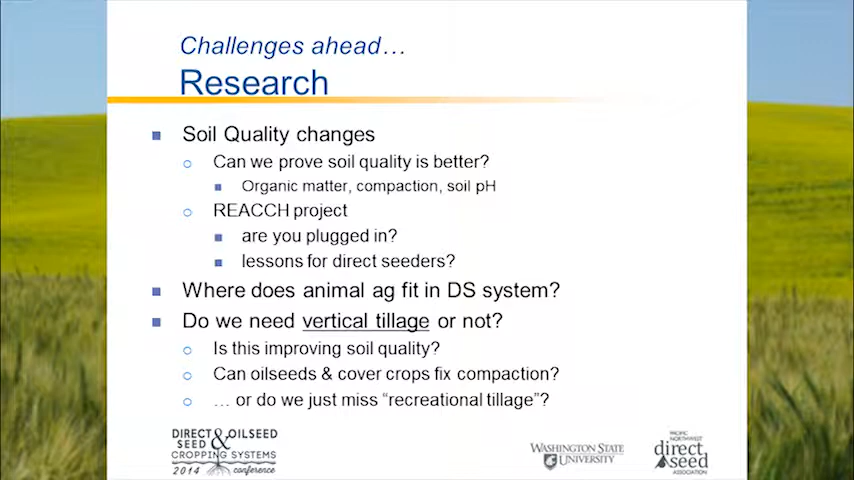 Challenges ahead…
Research
Soil Quality changes
Can we prove soil quality is better?
Organic matter, compaction, soil pH
REACCH project
are you plugged in?
lessons for direct seeders?
Where does animal ag fit in DS system?
Do we need vertical tillage or not?
Is this improving soil quality?
Can oilseeds & cover crops fix compaction?
… or do we just miss “recreational tillage”?
DIRECT & OILSEED
SEED
CROPPING SYSTEMS
2014 conference
WASHINGTON STATE
UNIVERSITY
PACIFIC
NORTHWEST
direct
seed
ASSOCIATION